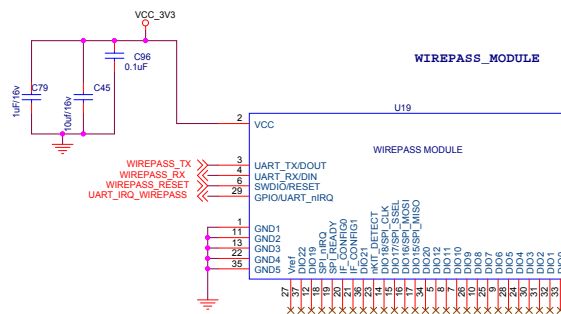 VCC_3V3
WIREPASS_MODULE
C96
0.1uF
C79
1uF/16v
C45
10uf/16v
U19
2
VCC
WIREPASS MODULE
WIREPASS_TX
3
UART_TX/DOUT
WIREPASS_RX
4
UART_RX/DIN
WIREPASS_RESET
6
SWDIO/RESET
UART_IRQ_WIREPASS
29
GPIO/UART_nIRQ
1
GND1
11
GND2
13
GND3
22
GND4
35
GND5
Vref
DIO22
DIO19
SPI_nIRQ
SPI_READY
IF_CONFIG0
IF_CONFIG1
DIO21
nKIT_DETECT
DIO18/SPI_CLK
DIO17/SPI_SSEL
DIO16/SPI_MOSI
DIO15/SPI_MISO
DIO20
DIO12
DIO11
DIO10
DIO9
DIO8
DIO7
DIO6
DIO5
DIO4
DIO3
DIO2
DIO1
27
37
12
18
19
20
21
36
23
14
15
16
17
34
5
8
7
26
10
25
9
28
24
30
31
32
33